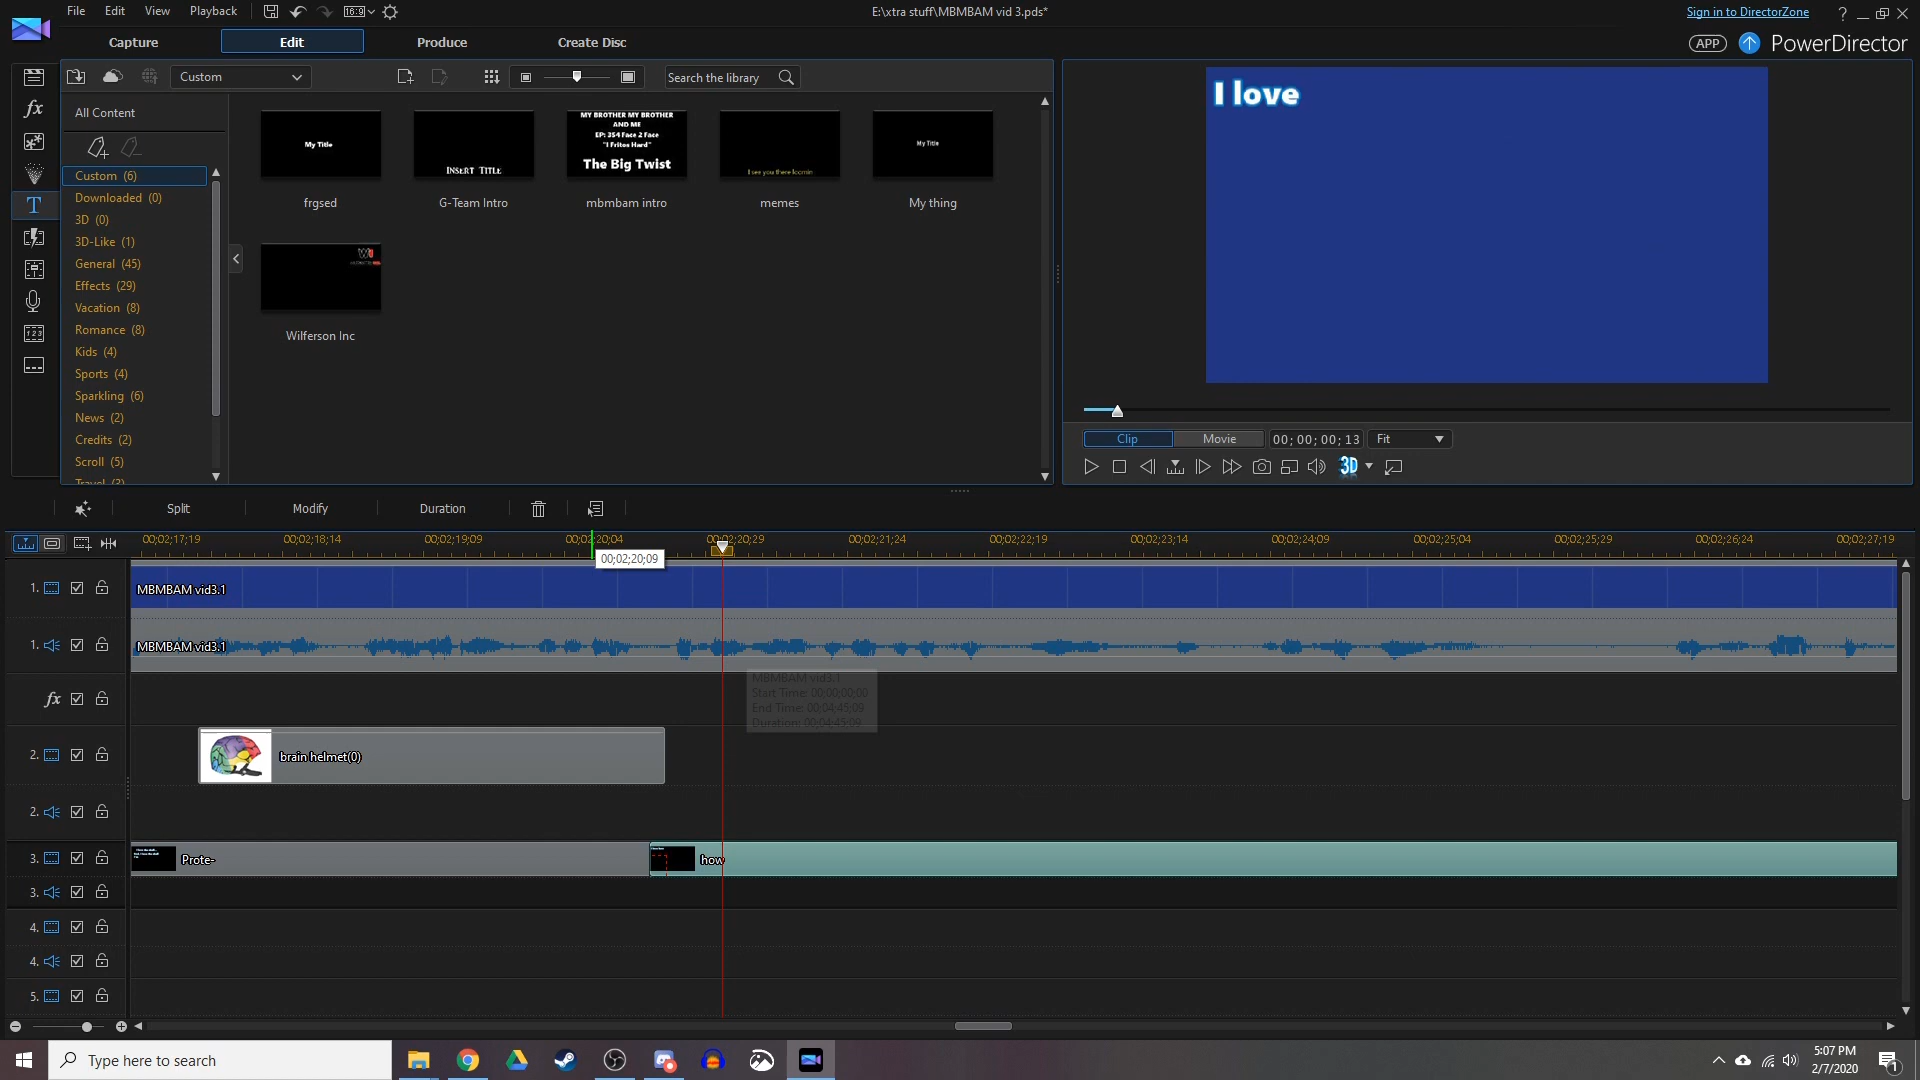 File Edit View Playback 16:9 E:\xtra stuff\MBMBAM vid 3.pds* Sign in to DirectorZone ?
Capture Edit Produce Create Disc APP PowerDirector
Custom Search the library
All Content
Custom (6)
Downloaded (0)
3D (0)
3D-Like (1)
General (45)
Effects (29)
Vacation (8)
Romance (8)
Kids (4)
Sports (4)
Sparkling (6)
News (2)
Credits (2)
Scroll (5)
Travel (3)
My Title
frgsed
INSERT TITLE
G-Team Intro
MY BROTHER MY BROTHER
AND ME
EP: 354 Face 2 Face
"I Fritos Hard"
The Big Twist
mbmbam intro
I see you there locmin
memes
My Title
My thing
Wilferson Inc
I love
Clip Movie 00; 00; 00; 13 Fit
3D
fx
T
Split Modify Duration
00;02;17;19 00;02;18;14 00;02;19;09 00;02;20;04 00;02;20;29 00;02;21;24 00;02;22;19 00;02;23;14 00;02;24;09 00;02;25;04 00;02;25;29 00;02;26;24 00;02;27;19
00;02;20;09
1. MBMBAM vid3.1
1. MBMBAM vid3.1
MBMBAM vid3.1
Start Time: 00;00;00;00
End Time: 00;04;45;09
Duration: 00;04;45;09
fx
2. brain helmet(0)
2.
3. Prote- how
3.
4.
4.
5.
Type here to search
5:07 PM
2/7/2020
1